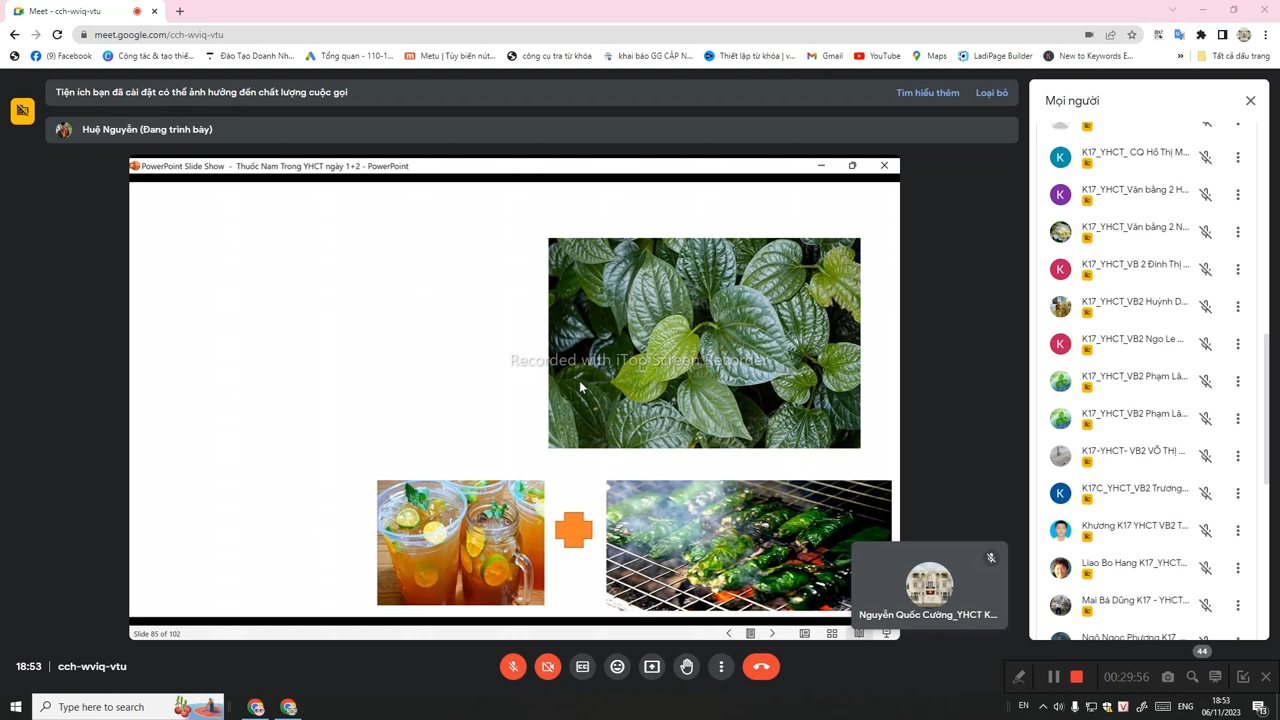 Meet - cch-wviq-vtu
meet.google.com/cch-wviq-vtu
(3) Facebook
Công tác & tạo thiế...
Đào Tạo Doanh Nh...
Tổng quan - 110-1...
Metu | Tùy biến nút...
công cụ tra từ khóa
khai báo GG CẬP N...
Thiết lập từ khóa | v...
Gmail
YouTube
Maps
LadiPage Builder
New to Keywords E...
»
Tất cả dấu trang
Tiện ích bạn đã cài đặt có thể ảnh hưởng đến chất lượng cuộc gọi
Tìm hiểu thêm
Loại bỏ
Huệ Nguyễn (Đang trình bày)
PowerPoint Slide Show - Thuốc Nam Trong YHCT ngày 1+2 - PowerPoint
Recorded with iTop Screen Recorder
Slide 85 of 102
Nguyễn Quốc Cường_YHCT K...
Mọi người
K K17_YHCT_ CQ Hồ Thị M...
K K17_YHCT_Văn bằng 2 H...
K17_YHCT_Văn bằng 2 N...
K K17_YHCT_VB 2 Đinh Thị ...
K17_YHCT_VB2 Huỳnh D...
K K17_YHCT_VB2 Ngo Le ...
K17_YHCT_VB2 Phạm Lâ...
K17_YHCT_VB2 Phạm Lâ...
K17-YHCT- VB2 VÕ THỊ ...
K K17C_YHCT_VB2 Trương...
Khương K17 YHCT VB2 T...
Liao Bo Hang K17_YHCT...
Mai Bá Dũng K17 - YHCT...
Ngô Ngọc Phương K17
44
18:53
cch-wviq-vtu
00:29:56
Type here to search
EN
ENG
18:53
06/11/2023
13